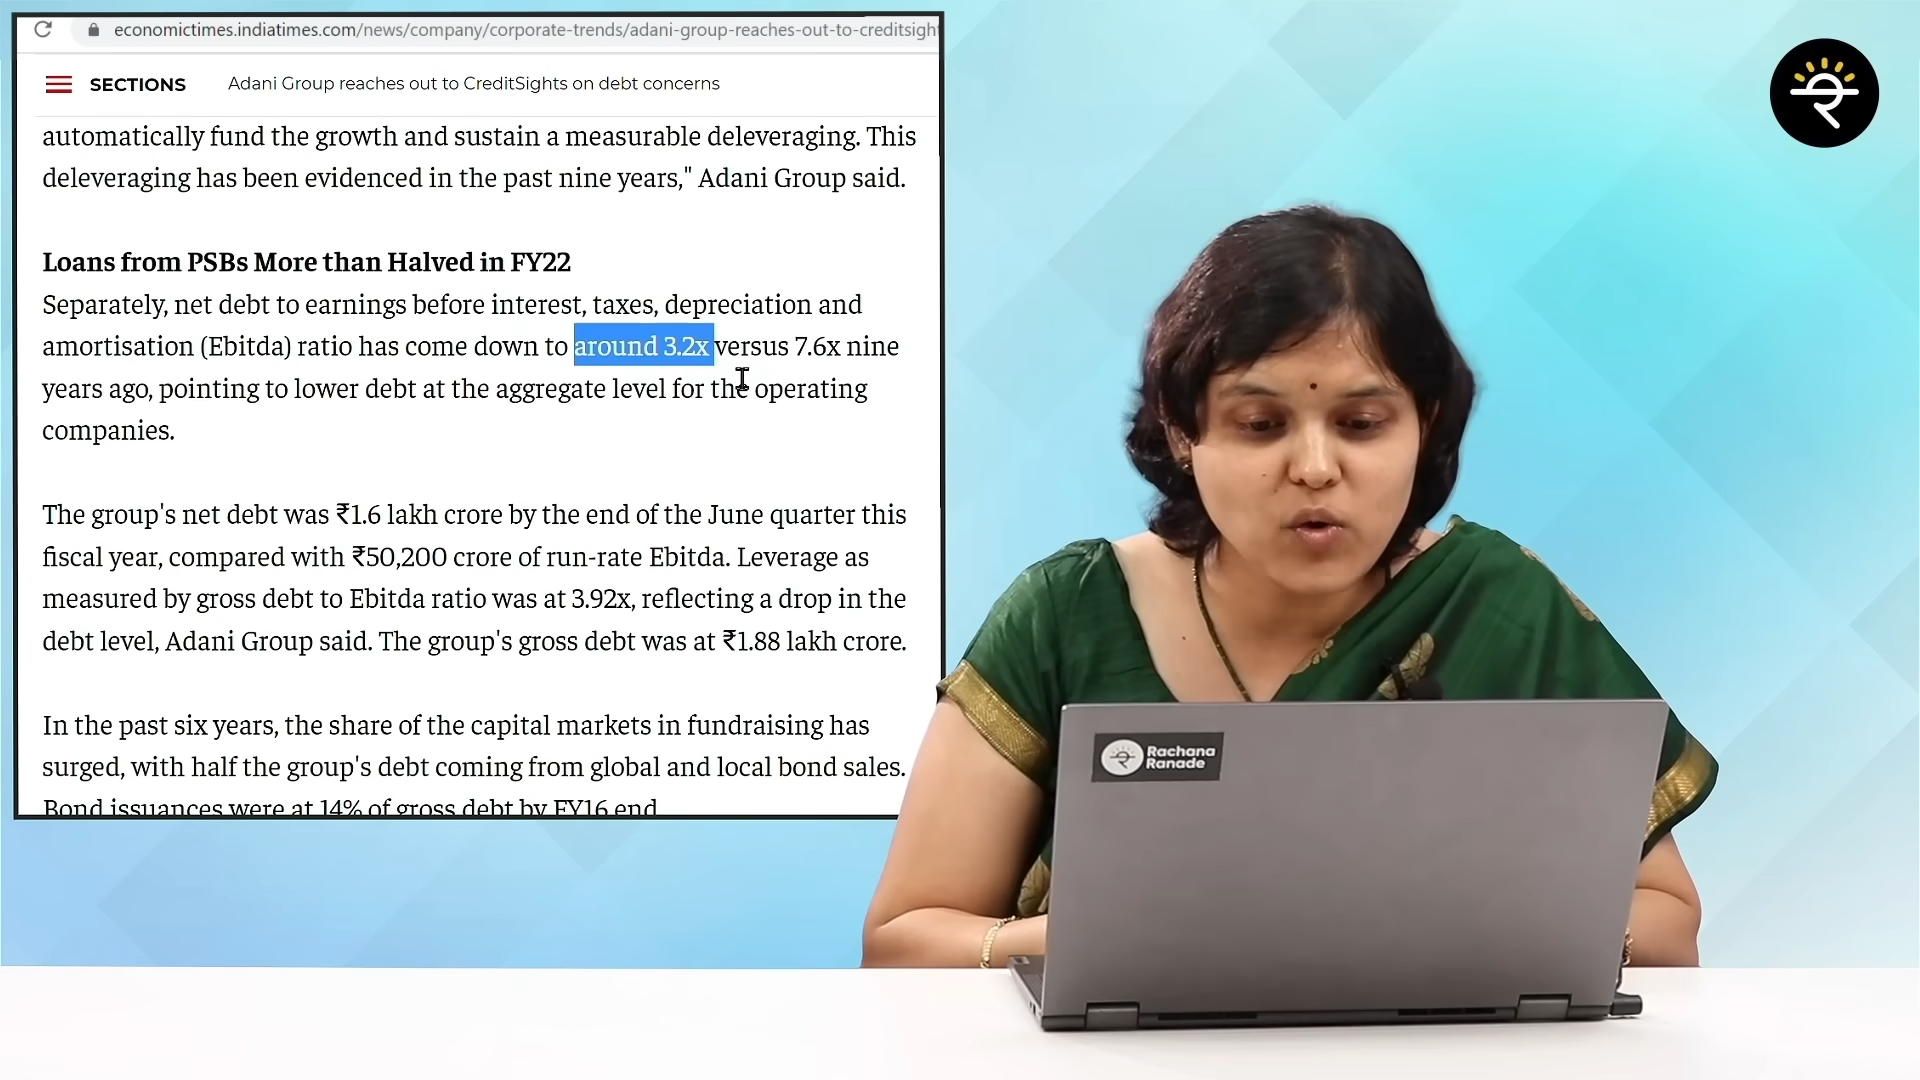 economictimes.indiatimes.com/news/company/corporate-trends/adani-group-reaches-out-to-creditsight
SECTIONS Adani Group reaches out to CreditSights on debt concerns
automatically fund the growth and sustain a measurable deleveraging. This
deleveraging has been evidenced in the past nine years," Adani Group said.
Loans from PSBs More than Halved in FY22
Separately, net debt to earnings before interest, taxes, depreciation and
amortisation (Ebitda) ratio has come down to around 3.2x versus 7.6x nine
years ago, pointing to lower debt at the aggregate level for the operating
companies.
The group's net debt was ₹1.6 lakh crore by the end of the June quarter this
fiscal year, compared with ₹50,200 crore of run-rate Ebitda. Leverage as
measured by gross debt to Ebitda ratio was at 3.92x, reflecting a drop in the
debt level, Adani Group said. The group's gross debt was at ₹1.88 lakh crore.
In the past six years, the share of the capital markets in fundraising has
surged, with half the group's debt coming from global and local bond sales.
Bond issuances were at 14% of gross debt by FY16 end
Rachana
Ranade